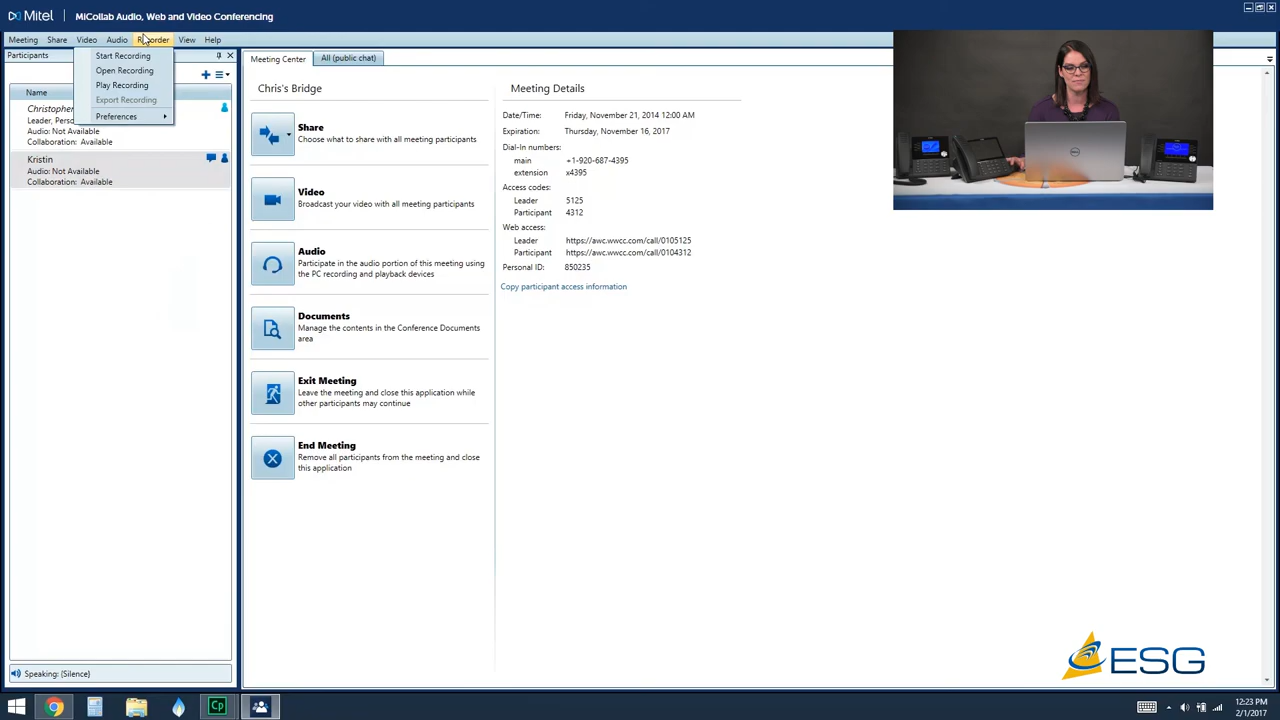 Mitel MiCollab Audio, Web and Video Conferencing
Meeting Share Video Audio Recorder View Help
Participants
Start Recording
Open Recording
Play Recording
Export Recording
Preferences
Name
Christopher
Leader, Pers
Audio: Not Available
Collaboration: Available
Kristin
Audio: Not Available
Collaboration: Available
Speaking: {Silence}
Meeting Center All (public chat)
Chris's Bridge
Share
Choose what to share with all meeting participants
Video
Broadcast your video with all meeting participants
Audio
Participate in the audio portion of this meeting using
the PC recording and playback devices
Documents
Manage the contents in the Conference Documents
area
Exit Meeting
Leave the meeting and close this application while
other participants may continue
End Meeting
Remove all participants from the meeting and close
this application
Meeting Details
Date/Time: Friday, November 21, 2014 12:00 AM
Expiration: Thursday, November 16, 2017
Dial-In numbers:
main +1-920-687-4395
extension x4395
Access codes:
Leader 5125
Participant 4312
Web access:
Leader https://awc.wwcc.com/call/0105125
Participant https://awc.wwcc.com/call/0104312
Personal ID: 850235
Copy participant access information
ESG
Cp
12:23 PM
2/1/2017